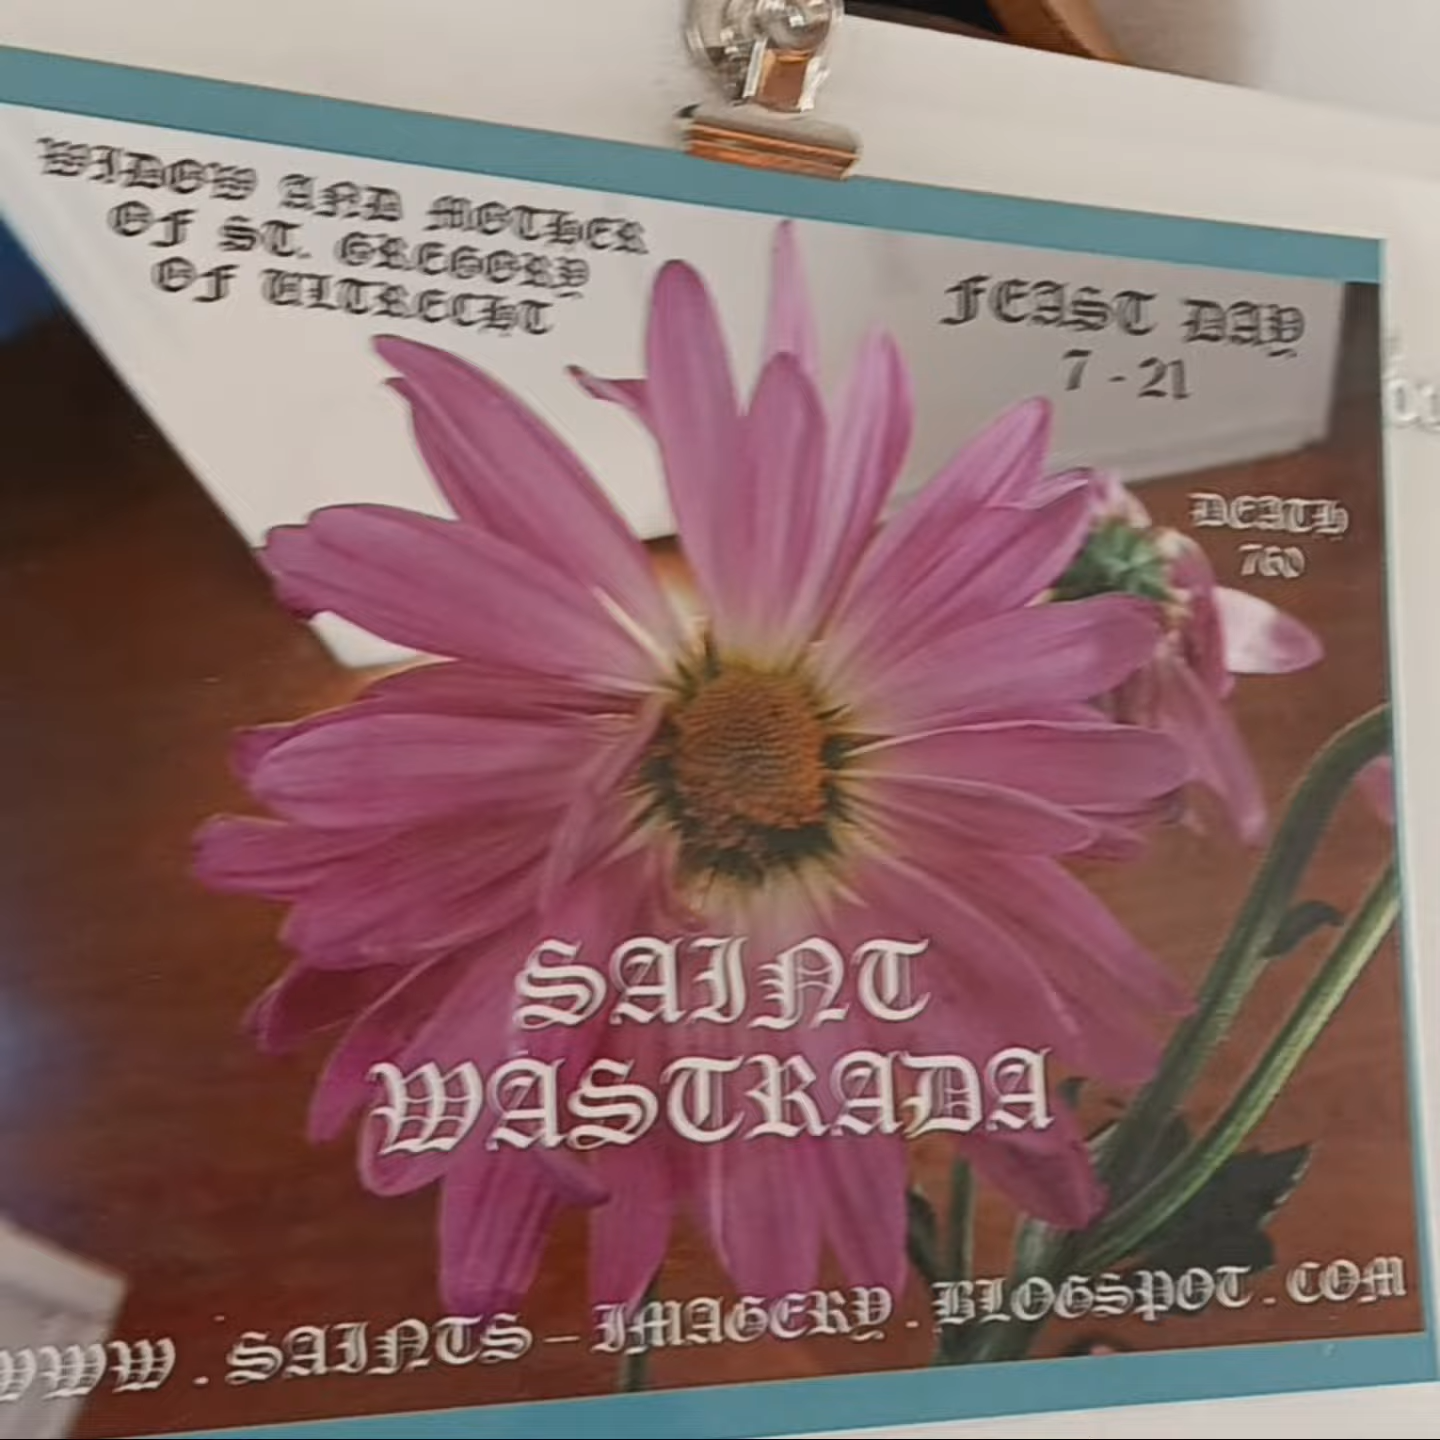 WIDOW AND MOTHER
OF ST. GREGORY
OF ULTRECHT
FEAST DAY
7 - 21
DEATH
760
SAINT
WASTRADA
WWW . SAINTS - IMAGERY . BLOGSPOT . COM